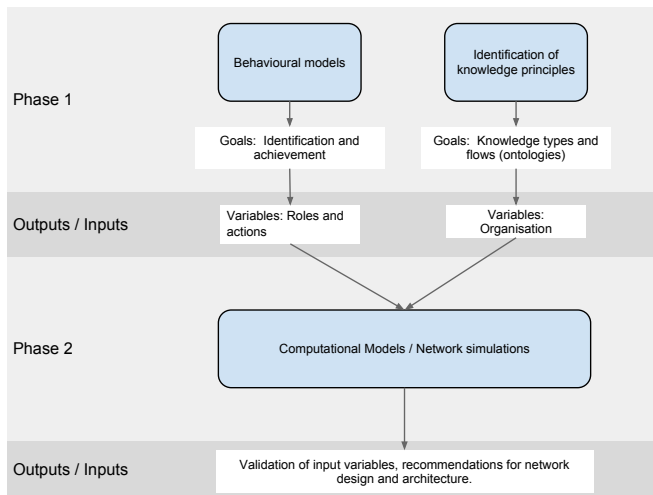 Phase 1
Behavioural models
Identification of
knowledge principles
Goals: Identification and
achievement
Goals: Knowledge types and
flows (ontologies)
Outputs / Inputs
Variables: Roles and
actions
Variables:
Organisation
Phase 2
Computational Models / Network simulations
Outputs / Inputs
Validation of input variables, recommendations for network
design and architecture.